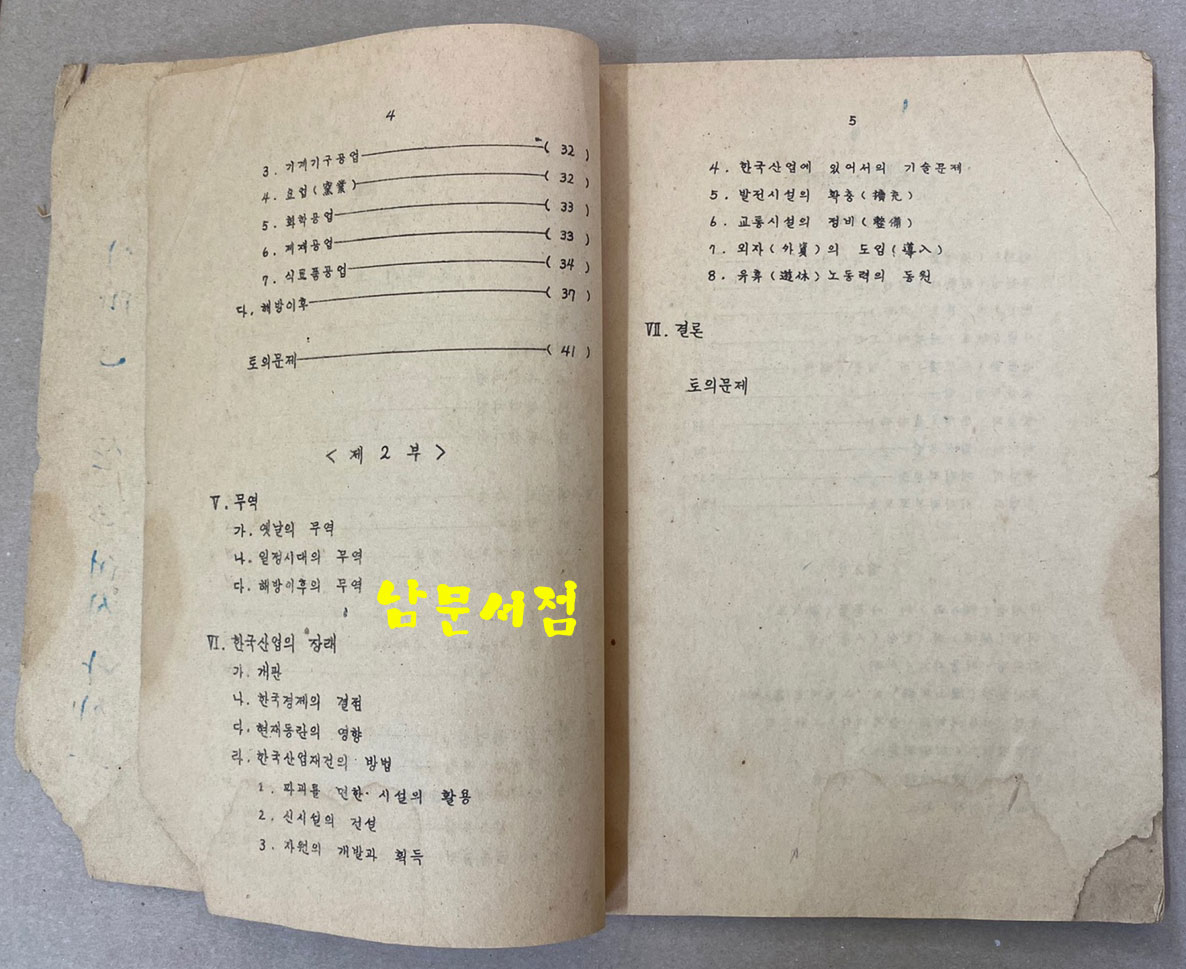 4
3. 기계기구공업 ( 32 )
4. 요업(窯業) ( 32 )
5. 화학공업 ( 33 )
6. 제재공업 ( 33 )
7. 식료품공업 ( 34 )
다. 해방이후 ( 37 )
토의문제 ( 41 )
< 제 2 부 >
Ⅴ. 무역
가. 옛날의 무역
나. 일정시대의 무역
다. 해방이후의 무역
남문서점
Ⅵ. 한국산업의 장래
가. 개관
나. 한국경제의 결점
다. 현재동란의 영향
라. 한국산업재건의 방법
1. 파괴를 면한 시설의 활용
2. 신시설의 건설
3. 자원의 개발과 획득
5
4. 한국산업에 있어서의 기술문제
5. 발전시설의 확충(擴充)
6. 교통시설의 정비(整備)
7. 외자(外資)의 도입(導入)
8. 유휴(遊休)노동력의 동원
Ⅶ. 결론
토의문제